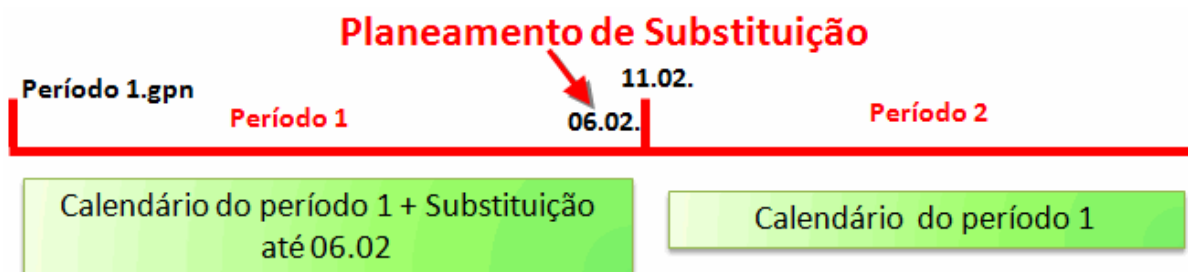 Planeamento de Substituição
11.02.
Período 1.gpn
Período 1
06.02.
Período 2
Calendário do período 1 + Substituição
até 06.02
Calendário do período 1